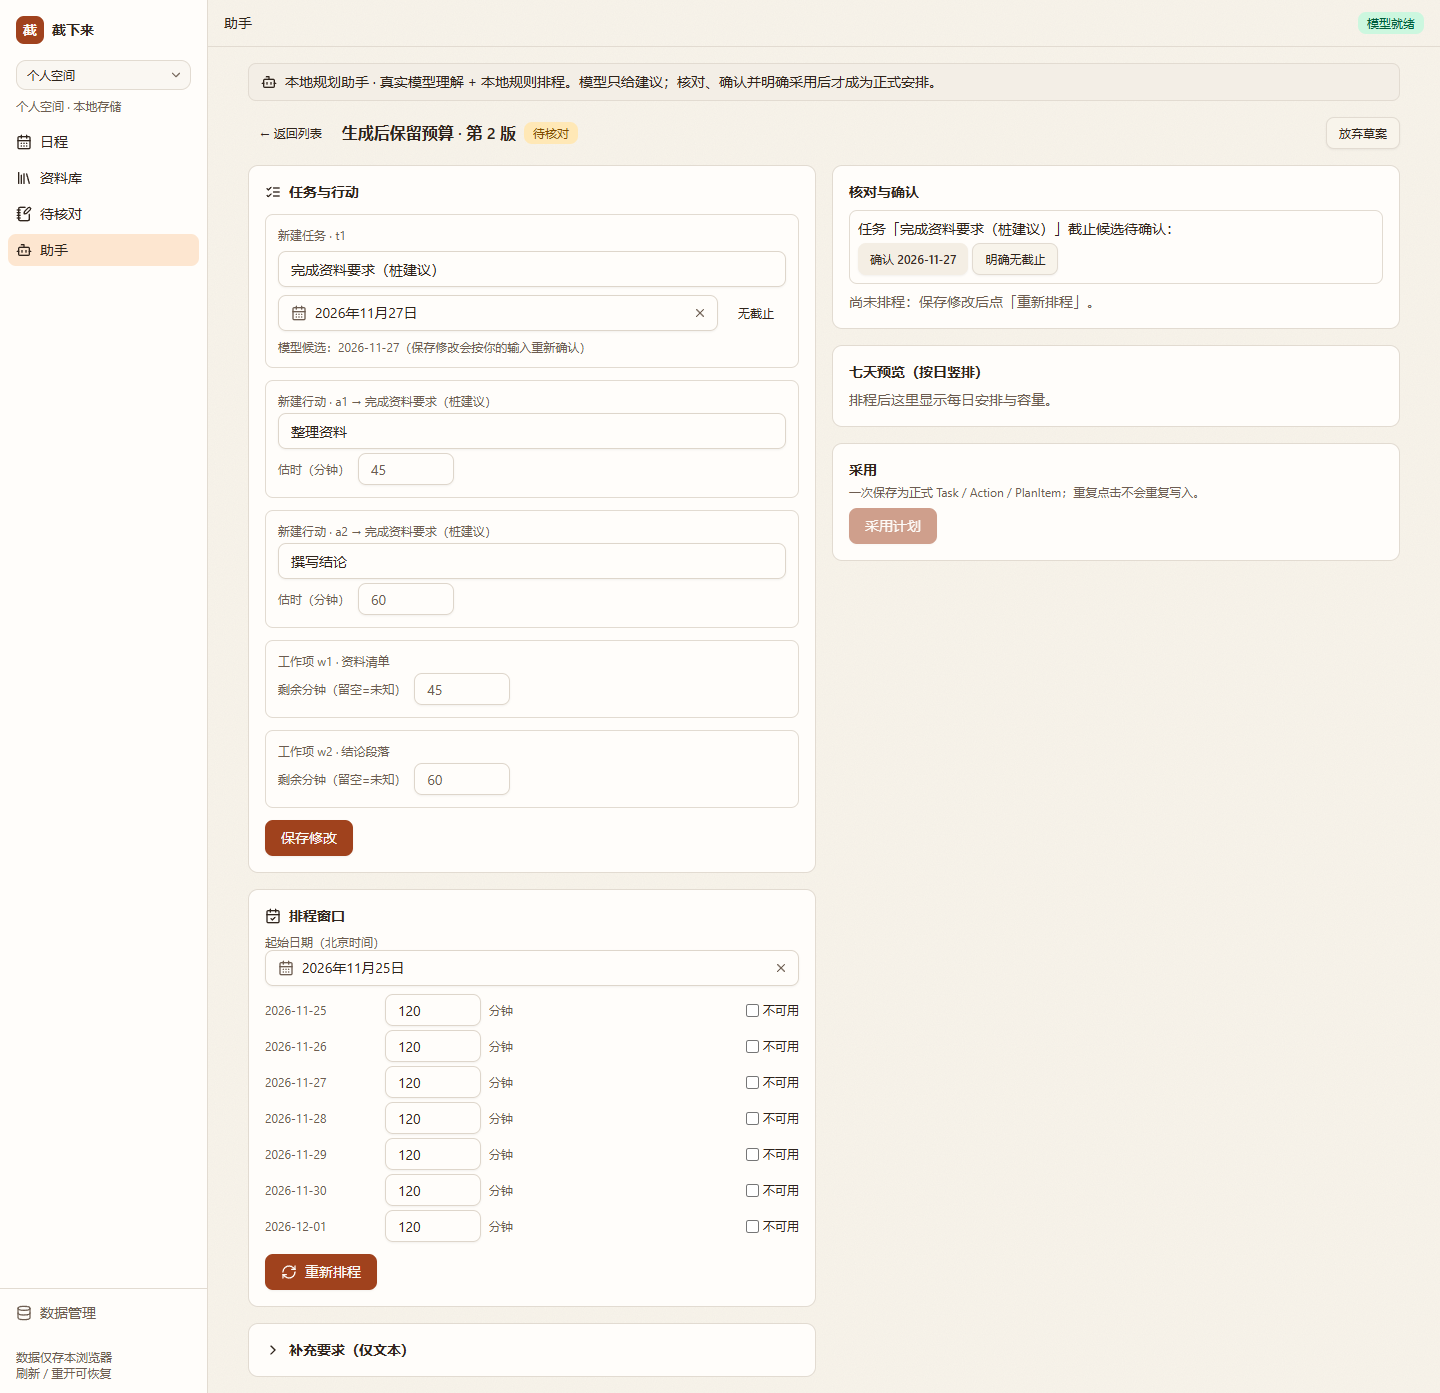 截 截下来
个人空间
个人空间 · 本地存储
日程
资料库
待核对
助手
数据管理
数据仅存本浏览器
刷新 / 重开可恢复
助手
模型就绪
本地规划助手 · 真实模型理解 + 本地规则排程。模型只给建议；核对、确认并明确采用后才成为正式安排。
← 返回列表
生成后保留预算 · 第 2 版
待核对
放弃草案
任务与行动
新建任务 · t1
完成资料要求（桩建议）
2026年11月27日
无截止
模型候选：2026-11-27（保存修改会按你的输入重新确认）
新建行动 · a1 → 完成资料要求（桩建议）
整理资料
估时（分钟） 45
新建行动 · a2 → 完成资料要求（桩建议）
撰写结论
估时（分钟） 60
工作项 w1 · 资料清单
剩余分钟（留空=未知） 45
工作项 w2 · 结论段落
剩余分钟（留空=未知） 60
保存修改
排程窗口
起始日期（北京时间）
2026年11月25日
2026-11-25 120 分钟 不可用
2026-11-26 120 分钟 不可用
2026-11-27 120 分钟 不可用
2026-11-28 120 分钟 不可用
2026-11-29 120 分钟 不可用
2026-11-30 120 分钟 不可用
2026-12-01 120 分钟 不可用
重新排程
补充要求（仅文本）
核对与确认
任务「完成资料要求（桩建议）」截止候选待确认：
确认 2026-11-27 明确无截止
尚未排程：保存修改后点「重新排程」。
七天预览（按日竖排）
排程后这里显示每日安排与容量。
采用
一次保存为正式 Task / Action / PlanItem；重复点击不会重复写入。
采用计划